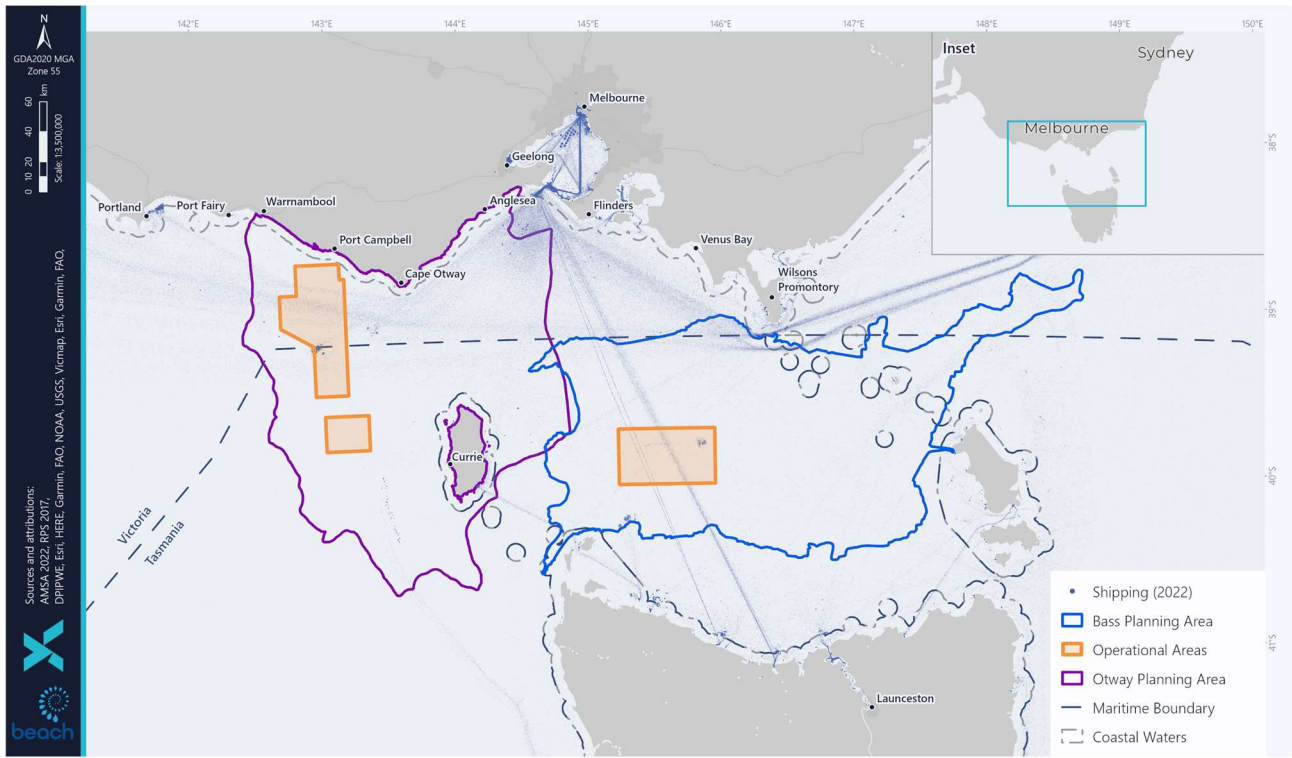 142°E
143°E
144°E
145°E
146°E
147°E
148°E
149°E
150°E
N
GDA2020 MGA
Zone 55
0 10 20 40 60
km
Scale: 1:3,500,000
Sources and attributions:
AMSA 2022, RPS 2017,
DPIPWE, Esri, HERE, Garmin, FAO, NOAA, USGS, Vicmap, Esri, Garmin, FAO,
beach
Inset
Sydney
Melbourne
Melbourne
Geelong
Portland
Port Fairy
Warrnambool
Anglesea
Flinders
Port Campbell
Venus Bay
Cape Otway
Wilsons
Promontory
Currie
Victoria
Tasmania
Launceston
38°S
39°S
40°S
41°S
Shipping (2022)
Bass Planning Area
Operational Areas
Otway Planning Area
Maritime Boundary
Coastal Waters